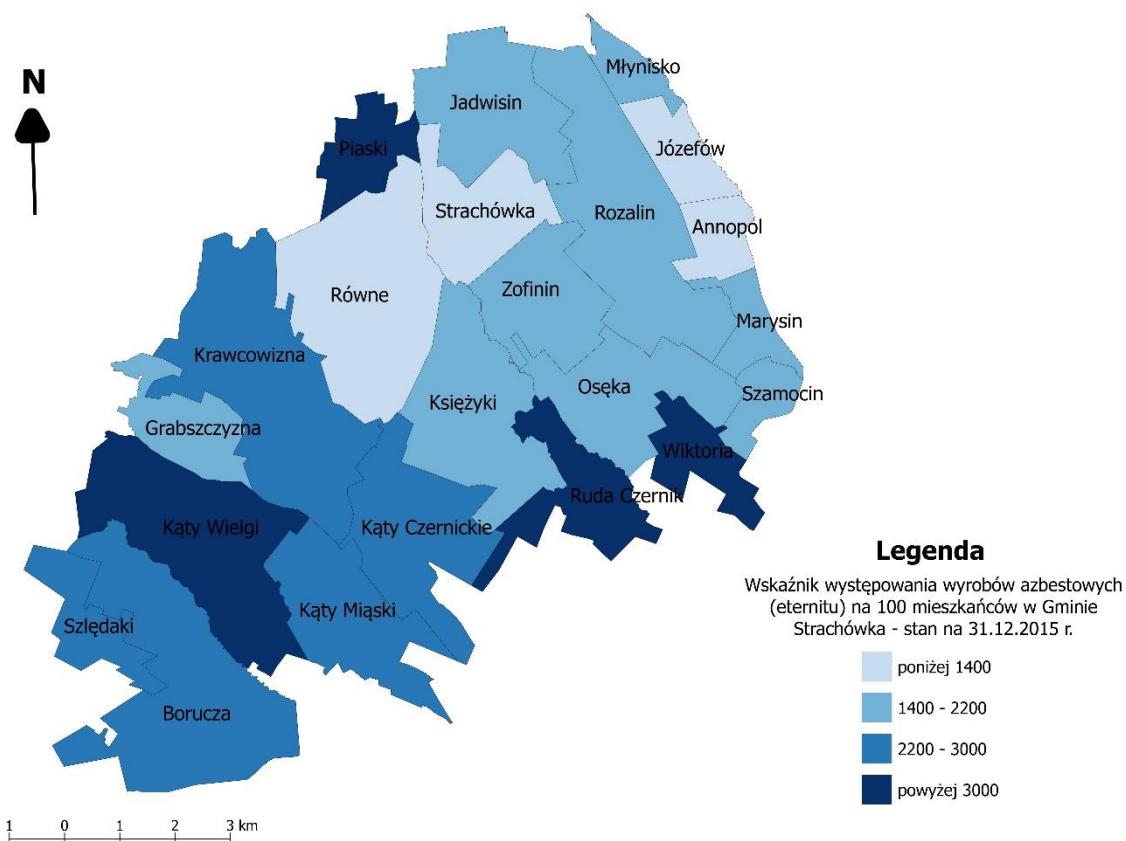 N
Młynisko
Jadwisin
Józefów
Piaski
Strachówka
Rozalin
Annopol
Zofinin
Równe
Marysin
Krawcowizna
Osęka
Szamocin
Księżyki
Grabszczyzna
Wiktoria
Ruda Czernik
Kąty Wielgi
Kąty Czernickie
Kąty Miąski
Szlędaki
Borucza
Legenda
Wskaźnik występowania wyrobów azbestowych
(eternitu) na 100 mieszkańców w Gminie
Strachówka - stan na 31.12.2015 r.
poniżej 1400
1400 - 2200
2200 - 3000
powyżej 3000
1 0 1 2 3 km